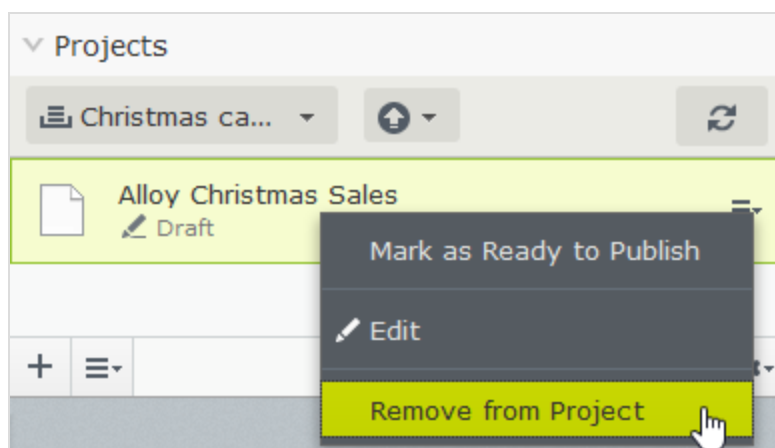 Projects
Christmas ca...
Alloy Christmas Sales
Draft
Mark as Ready to Publish
Edit
Remove from Project